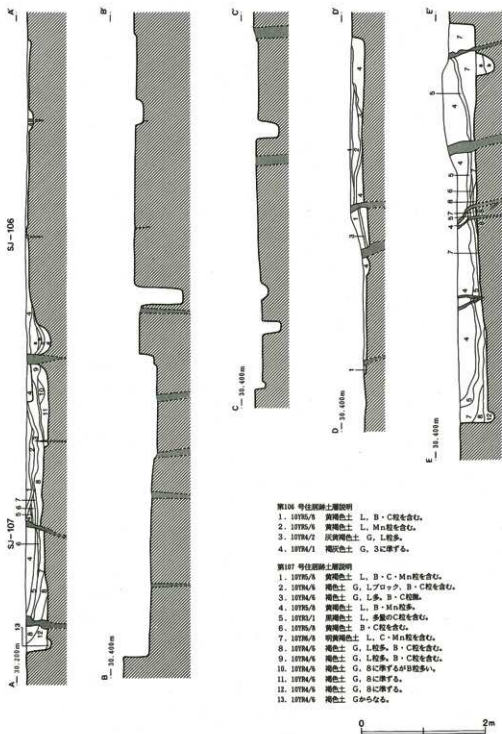 A'
B'
C'
D'
E'
SJ-106
SJ-107
A —30.200m
B —30.400m
C —30.400m
D —30.400m
E —30.400m
第106号住居跡土層説明
1. 10YR5/8 黄褐色土 L, B・C粒を含む。
2. 10YR5/6 黄褐色土 L, Mn粒を含む。
3. 10YR4/2 灰黄褐色土 G, L粒多。
4. 10YR4/1 褐灰色土 G, 3に準ずる。
第107号住居跡土層説明
1. 10YR5/8 黄褐色土 L, B・C・Mn粒を含む。
2. 10YR4/6 褐色土 G, Lブロック, B・C粒を含む。
3. 10YR4/6 褐色土 G, L多。B・C粒微。
4. 10YR5/8 黄褐色土 L, B・Mn粒多。
5. 10YR3/1 黒褐色土 L, 多量のC粒を含む。
6. 10YR5/8 黄褐色土 B・C粒を含む。
7. 10YR6/8 明黄褐色土 L, C・Mn粒を含む。
8. 10YR4/6 褐色土 G, L粒多。B・C粒を含む。
9. 10YR4/6 褐色土 G, L粒多。B・C粒を含む。
10. 10YR4/6 褐色土 G, 8に準ずるがB粒多い。
11. 10YR4/6 褐色土 G, 8に準ずる。
12. 10YR4/6 褐色土 G, 8に準ずる。
13. 10YR4/6 褐色土 Gからなる。
0 2m